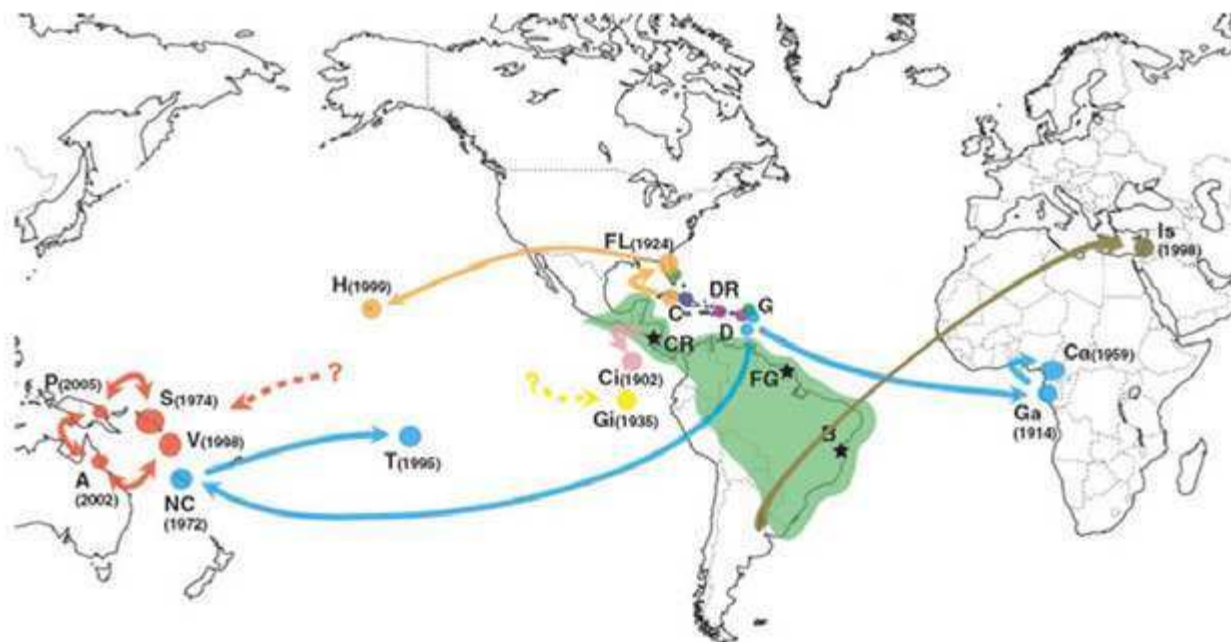 FL(1924)
Is
(1998)
H(1999)
DR
G
C
D
CR
Ca(1959)
P(2005)
?
S
(1974)
Ci(1902)
?
FG
Ga
(1914)
Gi(1935)
V(1998)
T(1995)
B
A
(2002)
NC
(1972)